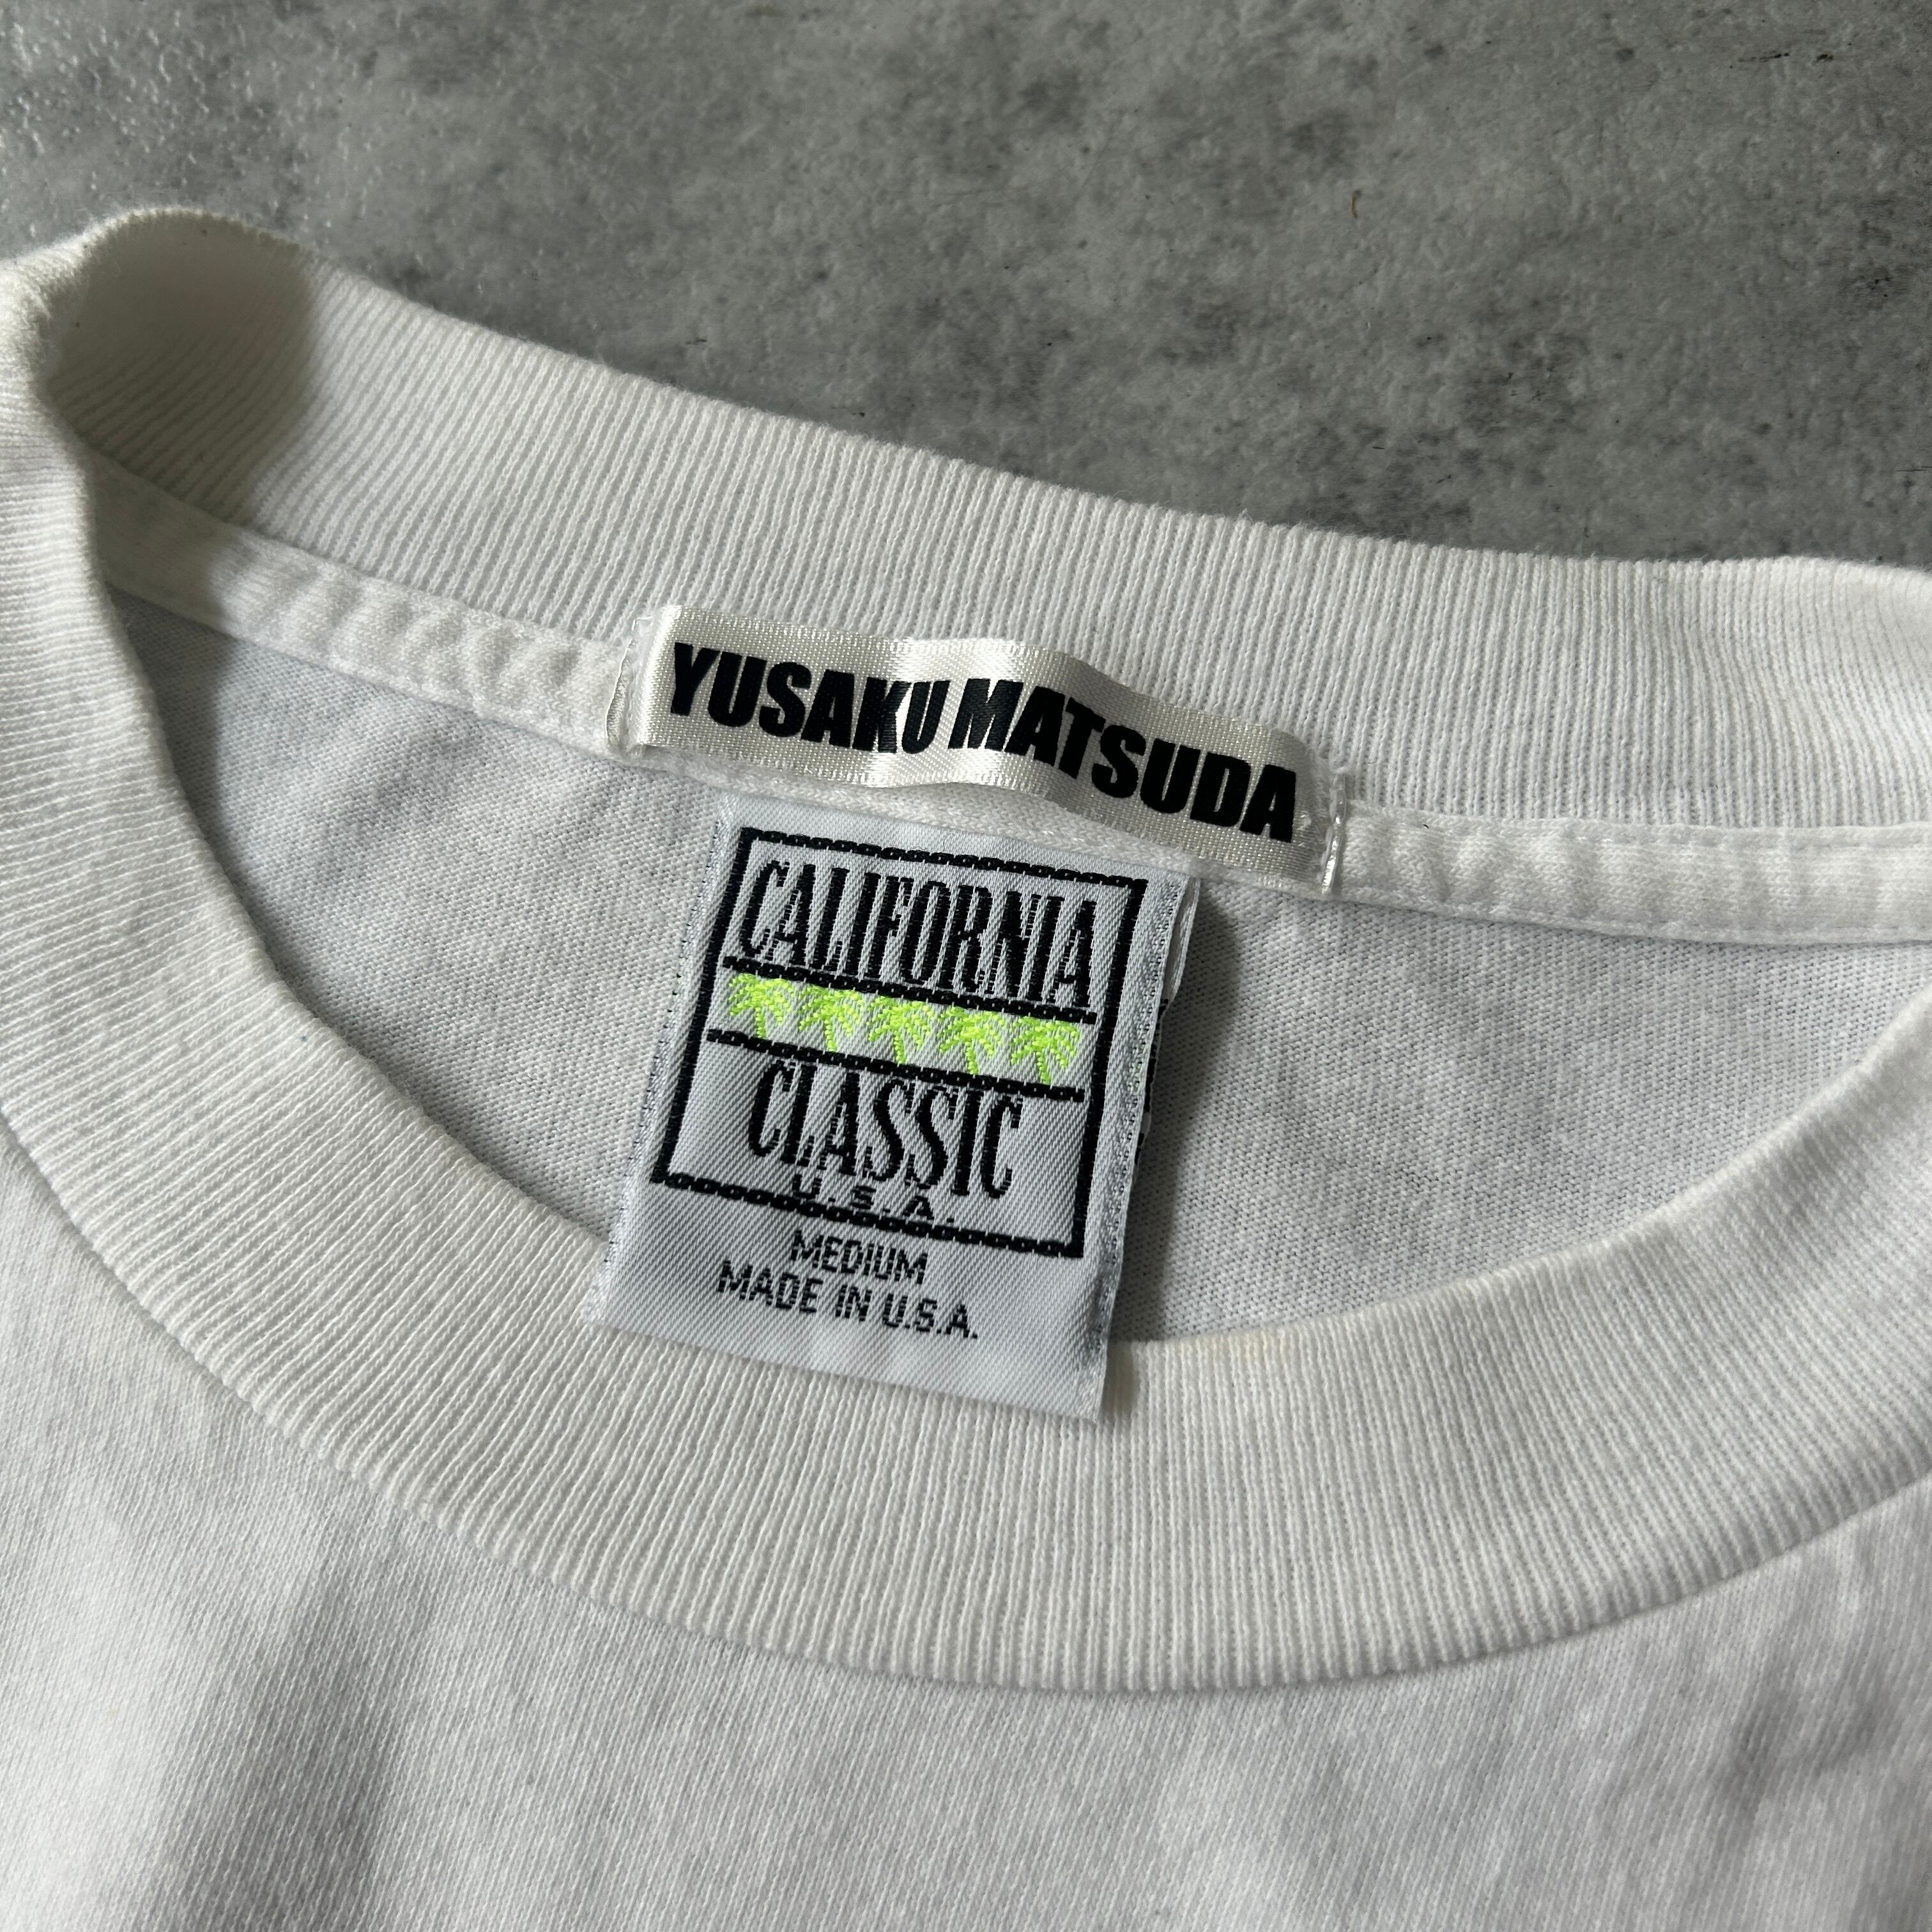 YUSAKU MATSUDA
CALIFORNIA
CLASSIC
U.S.A.
MEDIUM
MADE IN U.S.A.